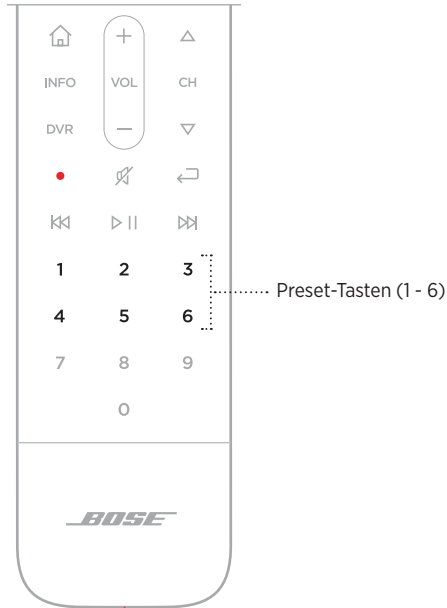 INFO VOL CH
DVR
1 2 3
Preset-Tasten (1 - 6)
4 5 6
7 8 9
0
BOSE